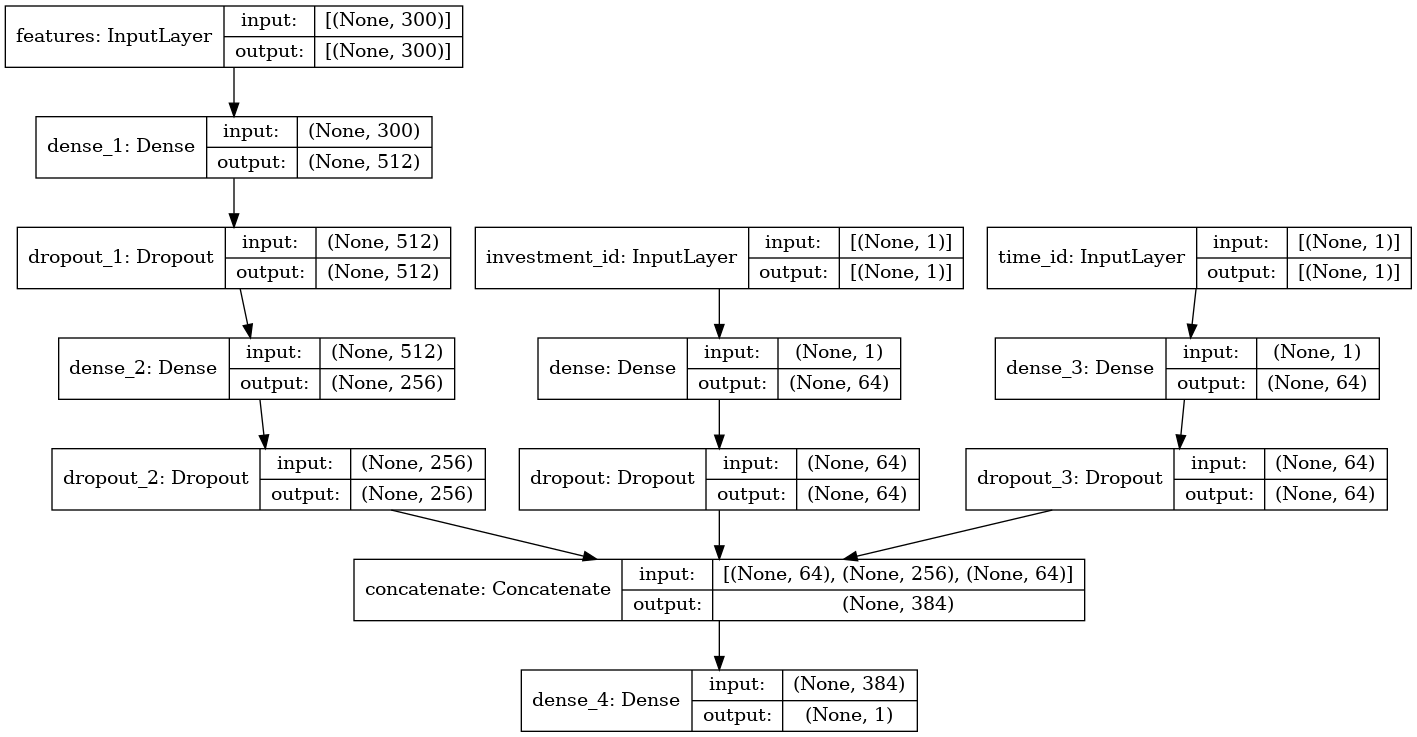 features: InputLayer
input: [(None, 300)]
output: [(None, 300)]
dense_1: Dense
input: (None, 300)
output: (None, 512)
dropout_1: Dropout
input: (None, 512)
output: (None, 512)
investment_id: InputLayer
input: [(None, 1)]
output: [(None, 1)]
time_id: InputLayer
input: [(None, 1)]
output: [(None, 1)]
dense_2: Dense
input: (None, 512)
output: (None, 256)
dense: Dense
input: (None, 1)
output: (None, 64)
dense_3: Dense
input: (None, 1)
output: (None, 64)
dropout_2: Dropout
input: (None, 256)
output: (None, 256)
dropout: Dropout
input: (None, 64)
output: (None, 64)
dropout_3: Dropout
input: (None, 64)
output: (None, 64)
concatenate: Concatenate
input: [(None, 64), (None, 256), (None, 64)]
output: (None, 384)
dense_4: Dense
input: (None, 384)
output: (None, 1)